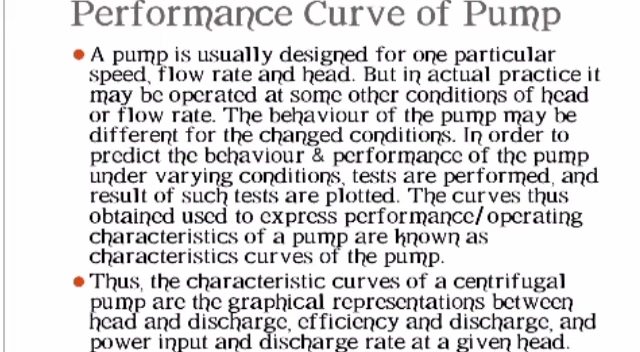 Performance Curve of Pump
• A pump is usually designed for one particular
speed, flow rate and head. But in actual practice it
may be operated at some other conditions of head
or flow rate. The behaviour of the pump may be
different for the changed conditions. In order to
predict the behaviour & performance of the pump
under varying conditions, tests are performed, and
result of such tests are plotted. The curves thus
obtained used to express performance/operating
characteristics of a pump are known as
characteristics curves of the pump.
• Thus, the characteristic curves of a centrifugal
pump are the graphical representations between
head and discharge, efficiency and discharge, and
power input and discharge rate at a given head.